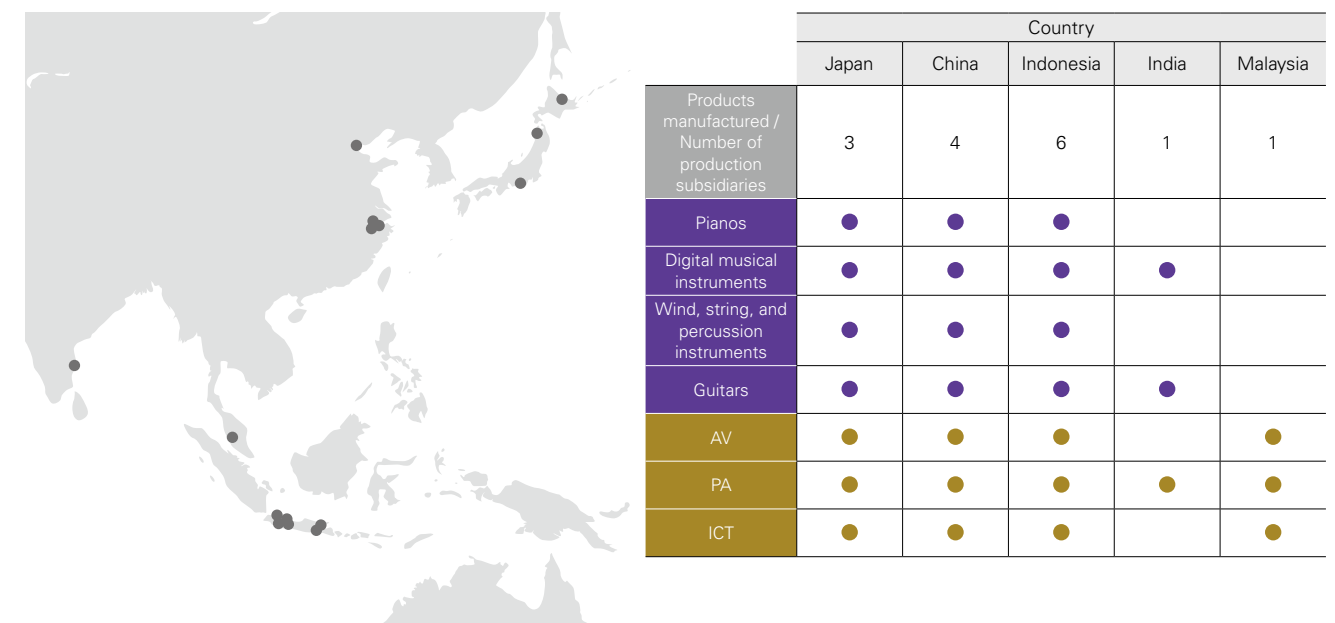 Country
Japan China Indonesia India Malaysia
Products
manufactured /
Number of
production
subsidiaries
3 4 6 1 1
Pianos
Digital musical
instruments
Wind, string, and
percussion
instruments
Guitars
AV
PA
ICT